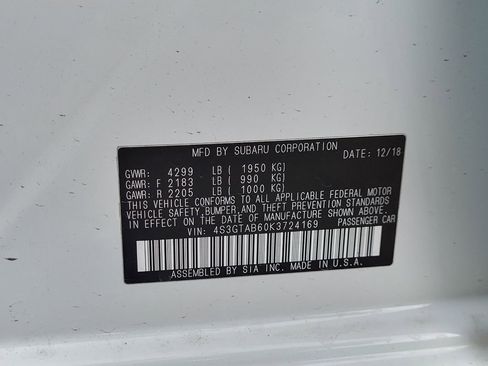 MFD BY SUBARU CORPORATION
DATE: 12/18
GVWR: 4299 LB ( 1950 KG)
GAWR: F 2183 LB ( 990 KG)
GAWR: R 2205 LB ( 1000 KG)
THIS VEHICLE CONFORMS TO ALL APPLICABLE FEDERAL MOTOR
VEHICLE SAFETY, BUMPER, AND THEFT PREVENTION STANDARDS
IN EFFECT ON THE DATE OF MANUFACTURE SHOWN ABOVE.
VIN: 4S3GTAB60K3724169 PASSENGER CAR
ASSEMBLED BY SIA INC. MADE IN U.S.A.